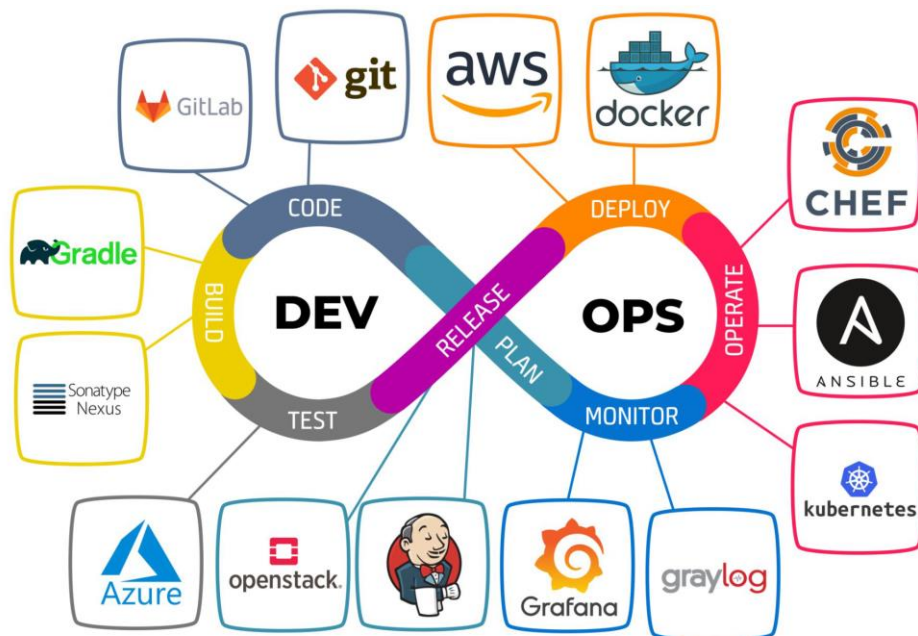 GitLab
git
aws
docker
CHEF
Gradle
CODE
DEPLOY
BUILD
DEV
RELEASE
OPS
OPERATE
PLAN
ANSIBLE
Sonatype
Nexus
TEST
MONITOR
kubernetes
Azure
openstack.
Grafana
graylog